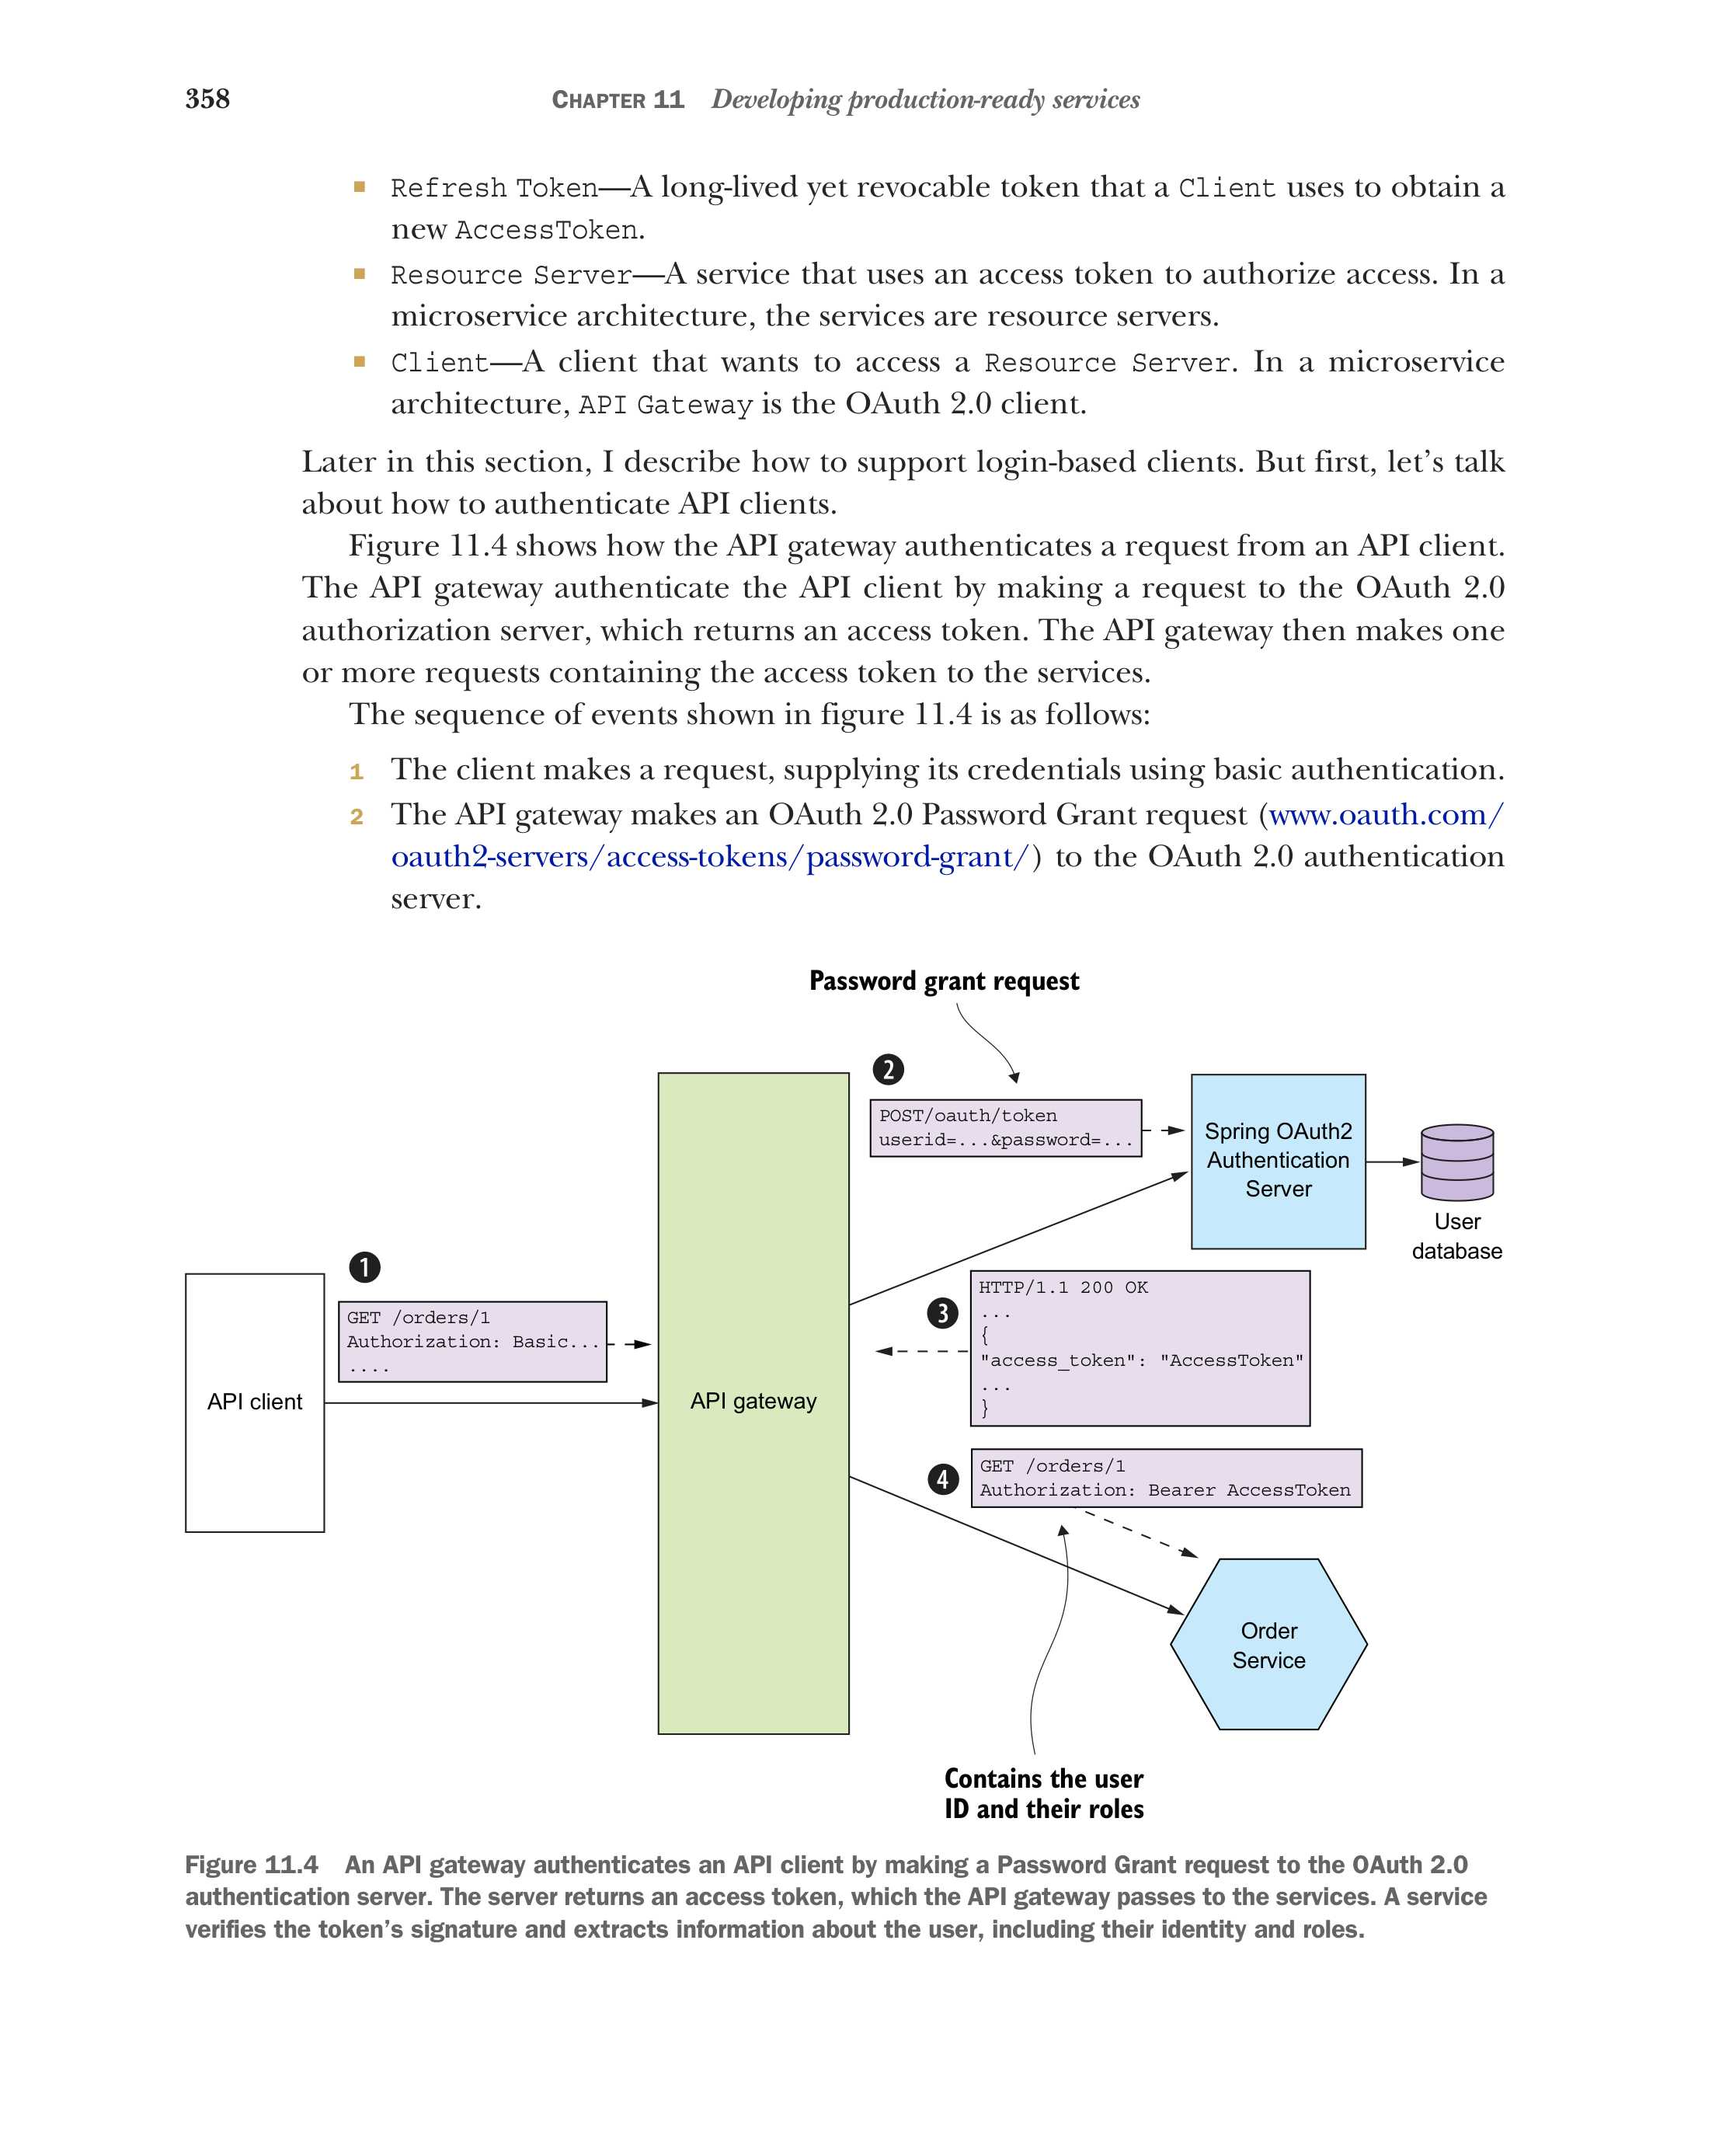 358
CHAPTER 11 Developing production-ready services
■ Refresh Token—A long-lived yet revocable token that a Client uses to obtain a
new AccessToken.
■ Resource Server—A service that uses an access token to authorize access. In a
microservice architecture, the services are resource servers.
■ Client—A client that wants to access a Resource Server. In a microservice
architecture, API Gateway is the OAuth 2.0 client.
Later in this section, I describe how to support login-based clients. But first, let's talk
about how to authenticate API clients.
Figure 11.4 shows how the API gateway authenticates a request from an API client.
The API gateway authenticate the API client by making a request to the OAuth 2.0
authorization server, which returns an access token. The API gateway then makes one
or more requests containing the access token to the services.
The sequence of events shown in figure 11.4 is as follows:
1 The client makes a request, supplying its credentials using basic authentication.
2 The API gateway makes an OAuth 2.0 Password Grant request (www.oauth.com/
oauth2-servers/access-tokens/password-grant/) to the OAuth 2.0 authentication
server.
Password grant request
2
POST/oauth/token
userid=...&password=...
Spring OAuth2
Authentication
Server
User
database
1
GET /orders/1
Authorization: Basic...
....
API client
API gateway
3
HTTP/1.1 200 OK
...
{
"access_token": "AccessToken"
...
}
4
GET /orders/1
Authorization: Bearer AccessToken
Order
Service
Contains the user
ID and their roles
Figure 11.4 An API gateway authenticates an API client by making a Password Grant request to the OAuth 2.0
authentication server. The server returns an access token, which the API gateway passes to the services. A service
verifies the token's signature and extracts information about the user, including their identity and roles.